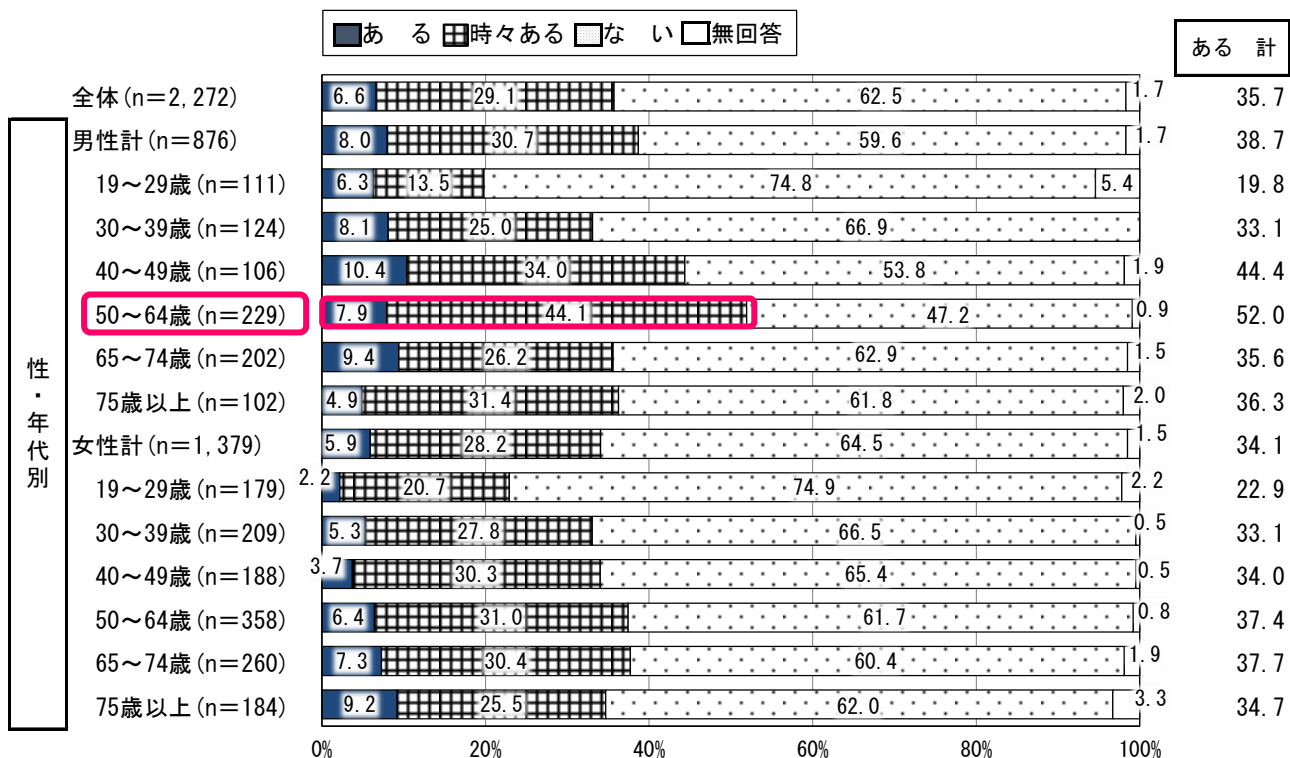 あ　る 時々ある な　い 無回答
ある　計
全体(n＝2,272) 6.6 29.1 62.5 1.7 35.7
男性計(n＝876) 8.0 30.7 59.6 1.7 38.7
19～29歳(n＝111) 6.3 13.5 74.8 5.4 19.8
30～39歳(n＝124) 8.1 25.0 66.9 33.1
40～49歳(n＝106) 10.4 34.0 53.8 1.9 44.4
50～64歳(n＝229) 7.9 44.1 47.2 0.9 52.0
65～74歳(n＝202) 9.4 26.2 62.9 1.5 35.6
75歳以上(n＝102) 4.9 31.4 61.8 2.0 36.3
女性計(n＝1,379) 5.9 28.2 64.5 1.5 34.1
19～29歳(n＝179) 2.2 20.7 74.9 2.2 22.9
30～39歳(n＝209) 5.3 27.8 66.5 0.5 33.1
40～49歳(n＝188) 3.7 30.3 65.4 0.5 34.0
50～64歳(n＝358) 6.4 31.0 61.7 0.8 37.4
65～74歳(n＝260) 7.3 30.4 60.4 1.9 37.7
75歳以上(n＝184) 9.2 25.5 62.0 3.3 34.7
性・年代別
0% 20% 40% 60% 80% 100%